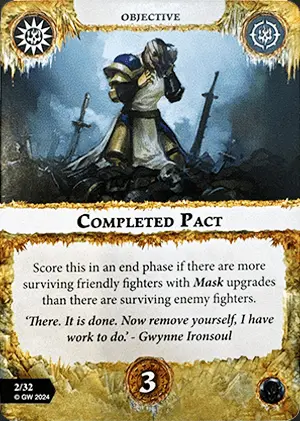 OBJECTIVE
COMPLETED PACT
Score this in an end phase if there are more
surviving friendly fighters with Mask upgrades
than there are surviving enemy fighters.
‘There. It is done. Now remove yourself, I have
work to do.’ - Gwynne Ironsoul
2/32
© GW 2024
3